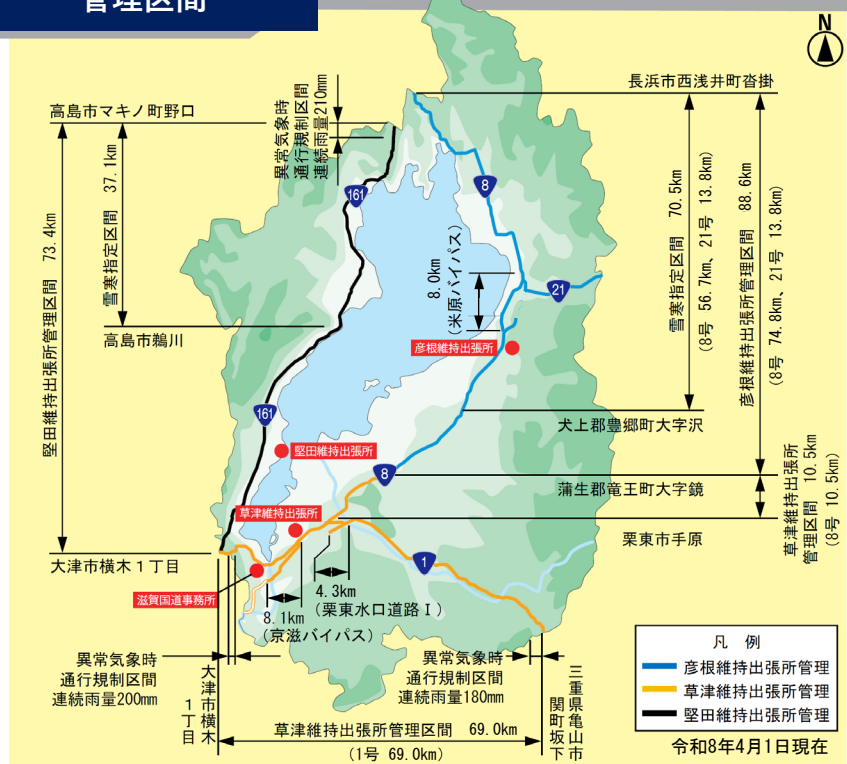 管理区間
N
長浜市西浅井町沓掛
高島市マキノ町野口
異常気象時
通行規制区間
連続雨量210mm
堅田維持出張所管理区間 73.4km
雪寒指定区間 37.1km
161
8
21
8.0km
(米原バイパス)
雪寒指定区間 70.5km
(8号 56.7km、21号 13.8km)
彦根維持出張所管理区間 88.6km
(8号 74.8km、21号 13.8km)
高島市鵜川
彦根維持出張所
161
犬上郡豊郷町大字沢
堅田維持出張所
8
蒲生郡竜王町大字鏡
草津維持出張所
管理区間 10.5km
(8号 10.5km)
草津維持出張所
栗東市手原
大津市横木1丁目
1
滋賀国道事務所
4.3km
(栗東水口道路Ⅰ)
8.1km
(京滋バイパス)
異常気象時
通行規制区間
連続雨量200mm
大津市横木
1丁目
異常気象時
通行規制区間
連続雨量180mm
三重県亀山市
関町坂下
草津維持出張所管理区間 69.0km
(1号 69.0km)
凡 例
彦根維持出張所管理
草津維持出張所管理
堅田維持出張所管理
令和8年4月1日現在